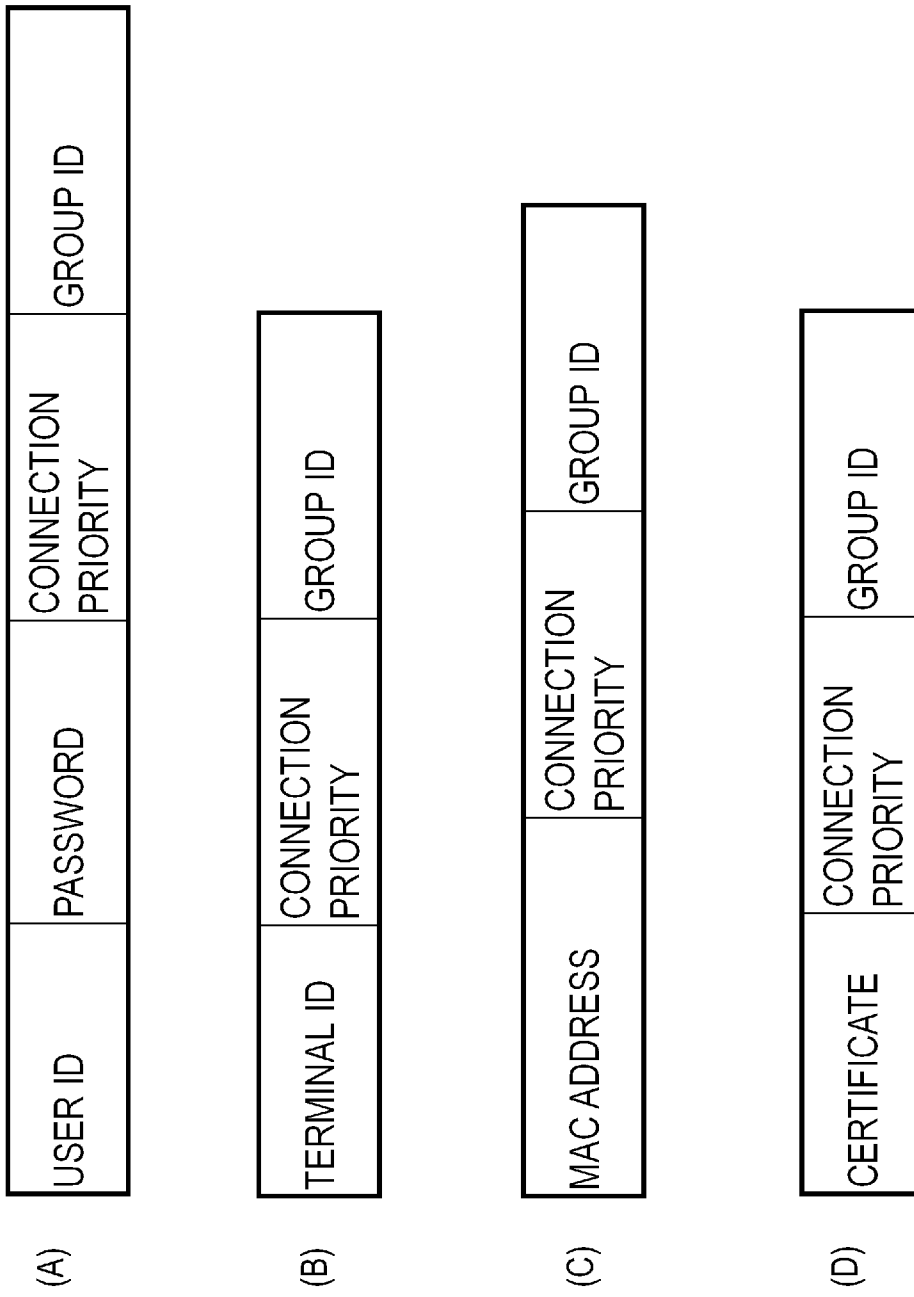 (A)
USER ID
PASSWORD
CONNECTION
PRIORITY
GROUP ID
(B)
TERMINAL ID
CONNECTION
PRIORITY
GROUP ID
(C)
MAC ADDRESS
CONNECTION
PRIORITY
GROUP ID
(D)
CERTIFICATE
CONNECTION
PRIORITY
GROUP ID